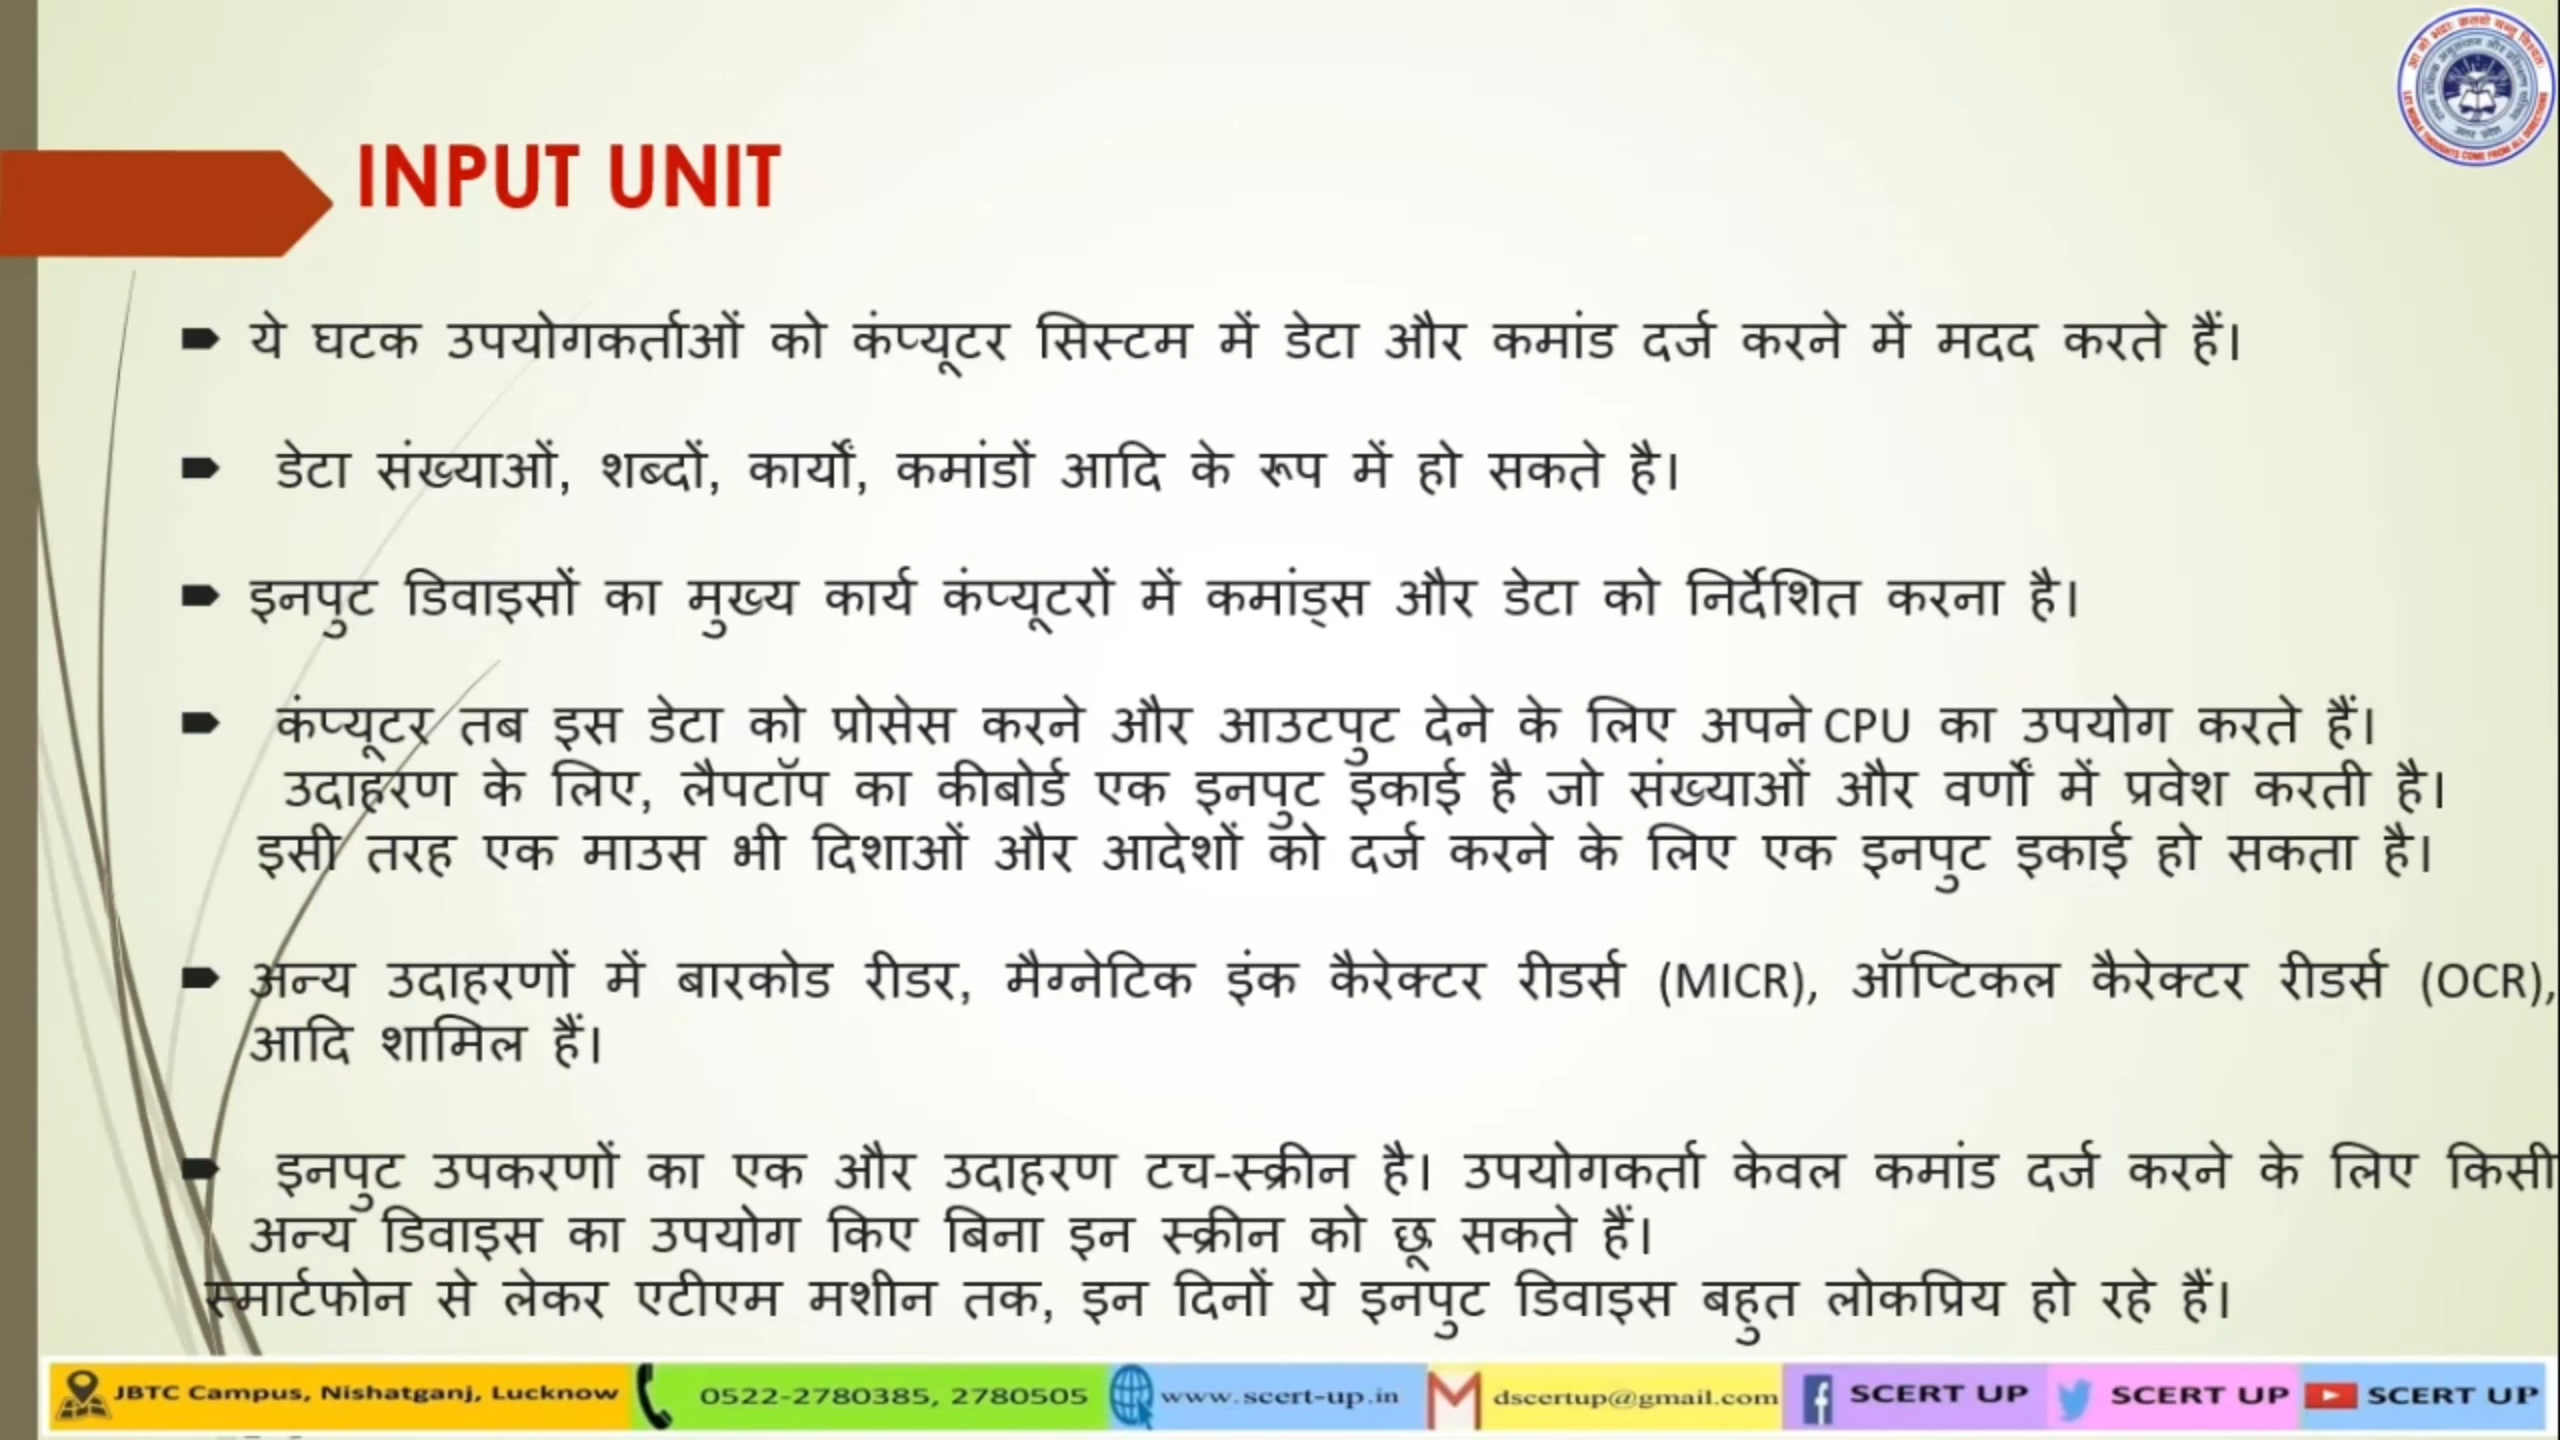 INPUT UNIT
ये घटक उपयोगकर्ताओं को कंप्यूटर सिस्टम में डेटा और कमांड दर्ज करने में मदद करते हैं।
डेटा संख्याओं, शब्दों, कार्यों, कमांडों आदि के रूप में हो सकते है।
इनपुट डिवाइसों का मुख्य कार्य कंप्यूटरों में कमांड्स और डेटा को निर्देशित करना है।
कंप्यूटर तब इस डेटा को प्रोसेस करने और आउटपुट देने के लिए अपने CPU का उपयोग करते हैं।
उदाहरण के लिए, लैपटॉप का कीबोर्ड एक इनपुट इकाई है जो संख्याओं और वर्णों में प्रवेश करती है।
इसी तरह एक माउस भी दिशाओं और आदेशों को दर्ज करने के लिए एक इनपुट इकाई हो सकता है।
अन्य उदाहरणों में बारकोड रीडर, मैग्नेटिक इंक कैरेक्टर रीडर्स (MICR), ऑप्टिकल कैरेक्टर रीडर्स (OCR),
आदि शामिल हैं।
इनपुट उपकरणों का एक और उदाहरण टच-स्क्रीन है। उपयोगकर्ता केवल कमांड दर्ज करने के लिए किसी
अन्य डिवाइस का उपयोग किए बिना इन स्क्रीन को छू सकते हैं।
स्मार्टफोन से लेकर एटीएम मशीन तक, इन दिनों ये इनपुट डिवाइस बहुत लोकप्रिय हो रहे हैं।
JBTC Campus, Nishatganj, Lucknow 0522-2780385, 2780505 www.scert-up.in dscertup@gmail.com SCERT UP SCERT UP SCERT UP